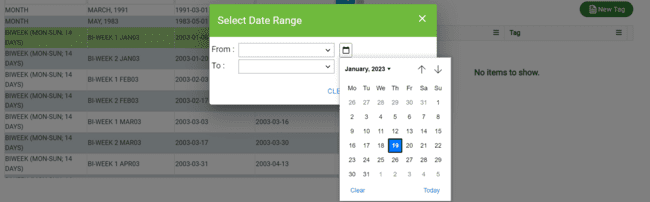 MONTH MARCH, 1991 1991-03-01
MONTH MAY, 1983 1983-05-01
BIWEEK (MON-SUN; 14 DAYS) BI-WEEK 1 JAN03 2003-01-06
BIWEEK (MON-SUN; 14 DAYS) BI-WEEK 2 JAN03 2003-01-20
BIWEEK (MON-SUN; 14 DAYS) BI-WEEK 1 FEB03 2003-02-03
BIWEEK (MON-SUN; 14 DAYS) BI-WEEK 2 FEB03 2003-02-17
BIWEEK (MON-SUN; 14 DAYS) BI-WEEK 1 MAR03 2003-03-03 2003-03-16
BIWEEK (MON-SUN; 14 DAYS) BI-WEEK 2 MAR03 2003-03-17 2003-03-30
BIWEEK (MON-SUN; 14 DAYS) BI-WEEK 1 APR03 2003-03-31 2003-04-13
Select Date Range
From :
To :
CLE
January, 2023
Mo Tu We Th Fr Sa Su
26 27 28 29 30 31 1
2 3 4 5 6 7 8
9 10 11 12 13 14 15
16 17 18 19 20 21 22
23 24 25 26 27 28 29
30 31 1 2 3 4 5
Clear Today
New Tag
Tag
No items to show.